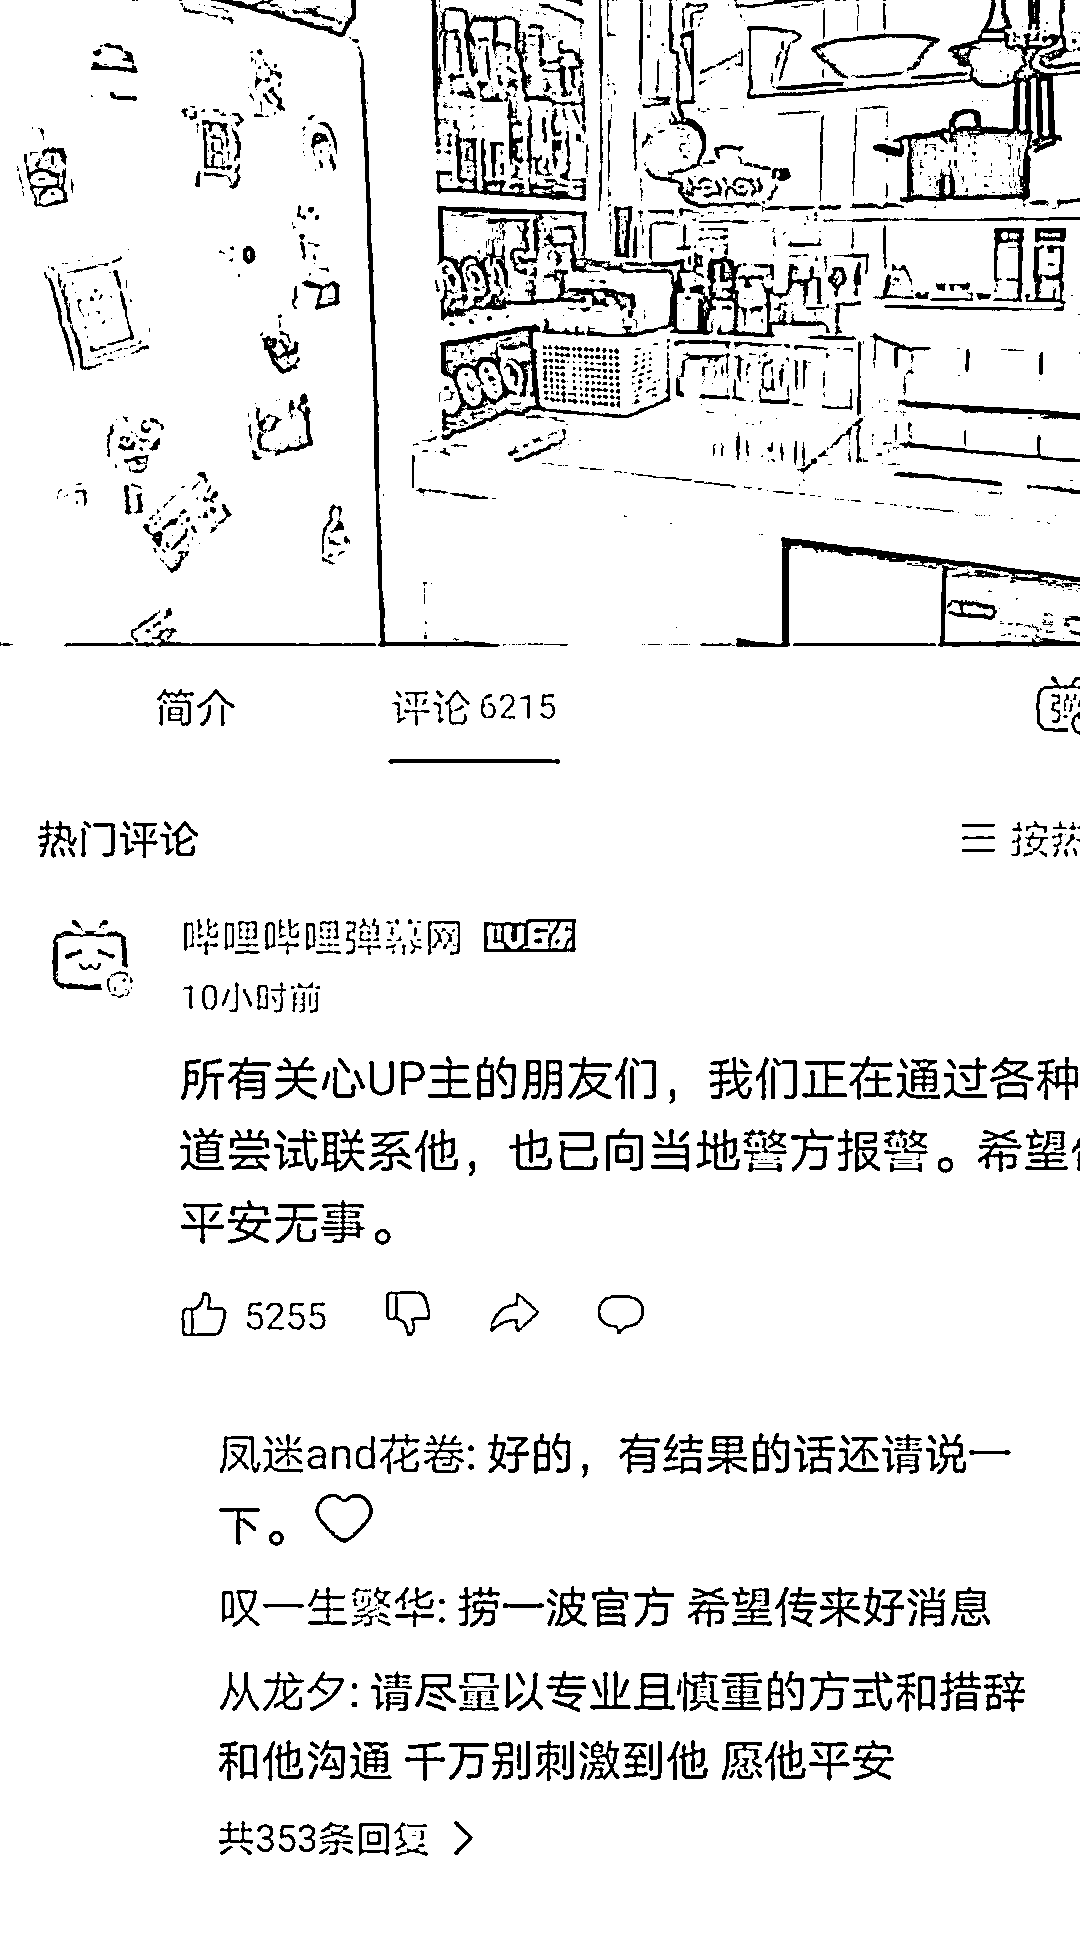 简介
评论 6215
弹
热门评论
按热
哔哩哔哩弹幕网 LV6
10小时前
所有关心UP主的朋友们，我们正在通过各种
道尝试联系他，也已向当地警方报警。希望
平安无事。
5255
凤迷and花卷: 好的，有结果的话还请说一
下。
叹一生繁华: 捞一波官方 希望传来好消息
从龙夕: 请尽量以专业且慎重的方式和措辞
和他沟通 千万别刺激到他 愿他平安
共353条回复